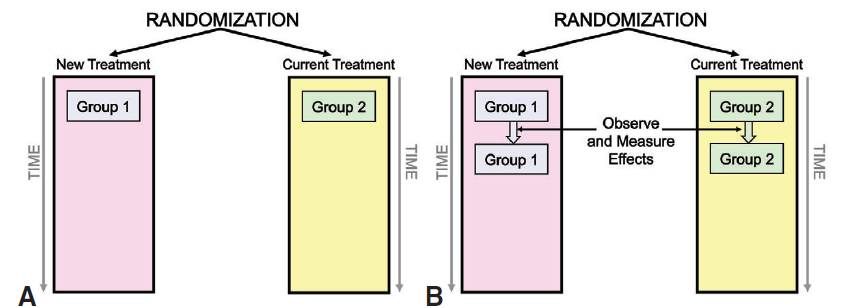 RANDOMIZATION
New Treatment
Current Treatment
Group 1
Group 2
TIME
TIME
A
RANDOMIZATION
New Treatment
Current Treatment
Group 1
Group 2
Observe
and Measure
Effects
Group 1
Group 2
TIME
TIME
B